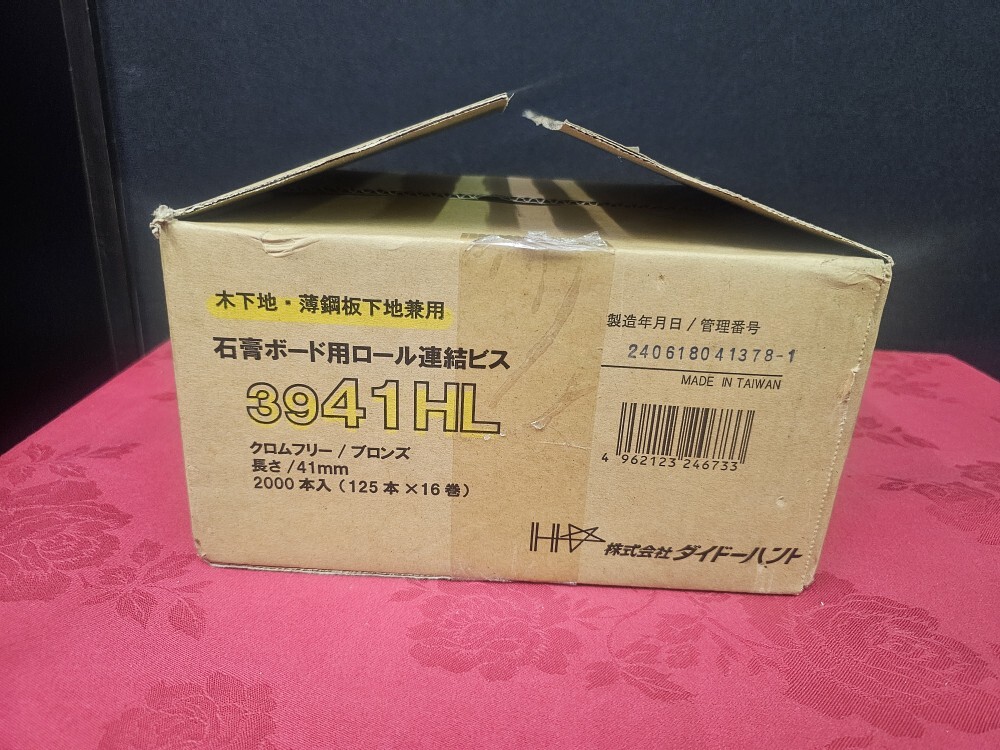 木下地・薄鋼板下地兼用
石膏ボード用ロール連結ビス
3941HL
クロムフリー/ブロンズ
長さ/41mm
2000本入(125本×16巻)
製造年月日/管理番号
240618041378-1
MADE IN TAIWAN
4 962123 246733
株式会社 ダイドーハント